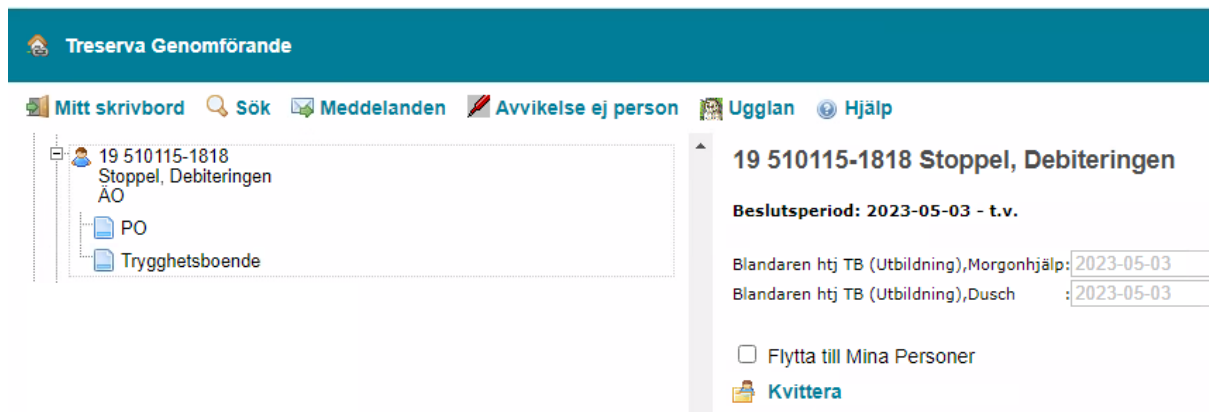 Treserva Genomförande
Mitt skrivbord Sök Meddelanden Avvikelse ej person Ugglan Hjälp
19 510115-1818
Stoppel, Debiteringen
ÄO
PO
Trygghetsboende
19 510115-1818 Stoppel, Debiteringen
Beslutsperiod: 2023-05-03 - t.v.
Blandaren htj TB (Utbildning),Morgonhjälp: 2023-05-03
Blandaren htj TB (Utbildning),Dusch : 2023-05-03
Flytta till Mina Personer
Kvittera